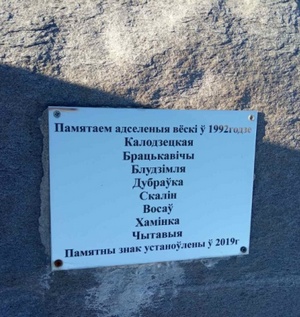 Памятаем адселеныя вёскі ў 1992годзе
Калодзецкая
Брацькавічы
Блудзімля
Дубраўка
Скалін
Восаў
Хамінка
Чытавыя
Памятны знак устаноўлены ў 2019г